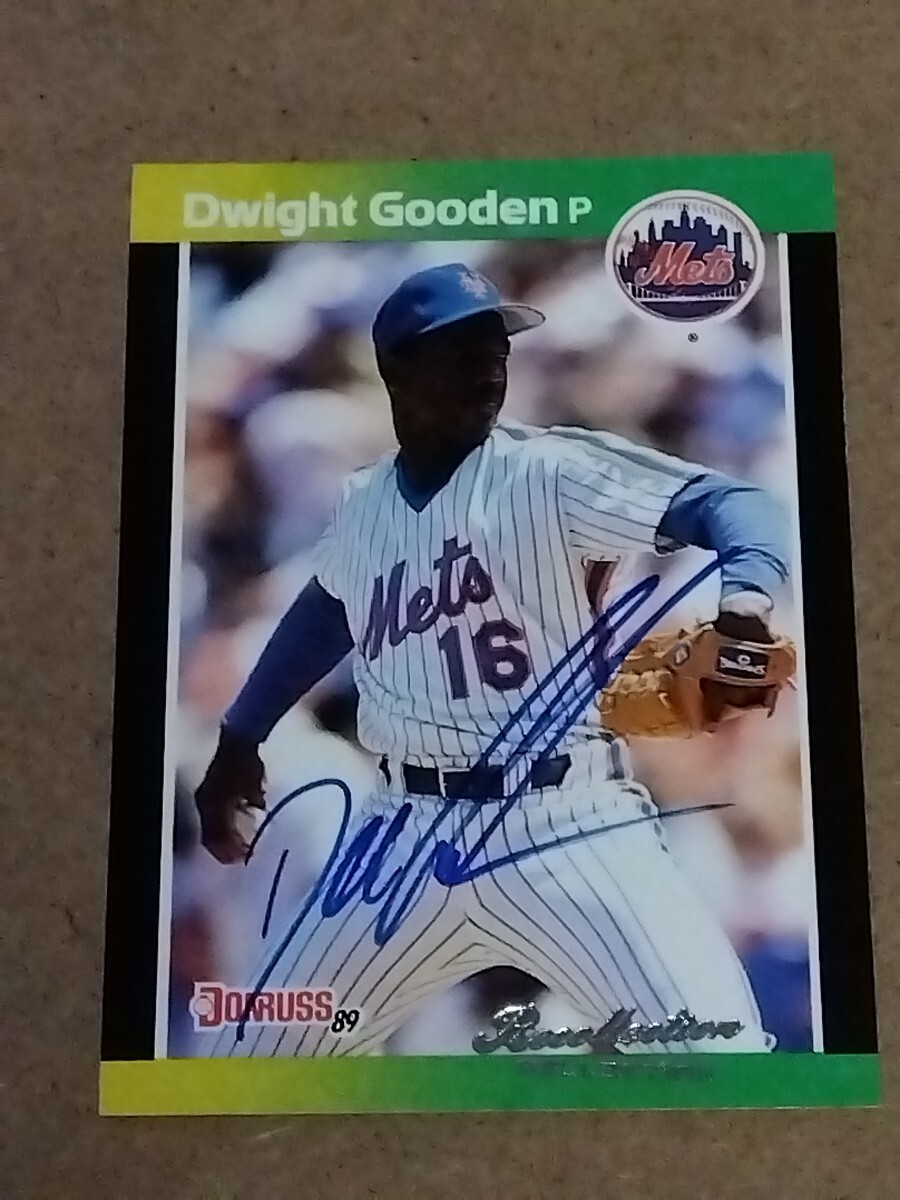 Dwight Gooden P
Mets
®
Mets
16
DONRUSS 89